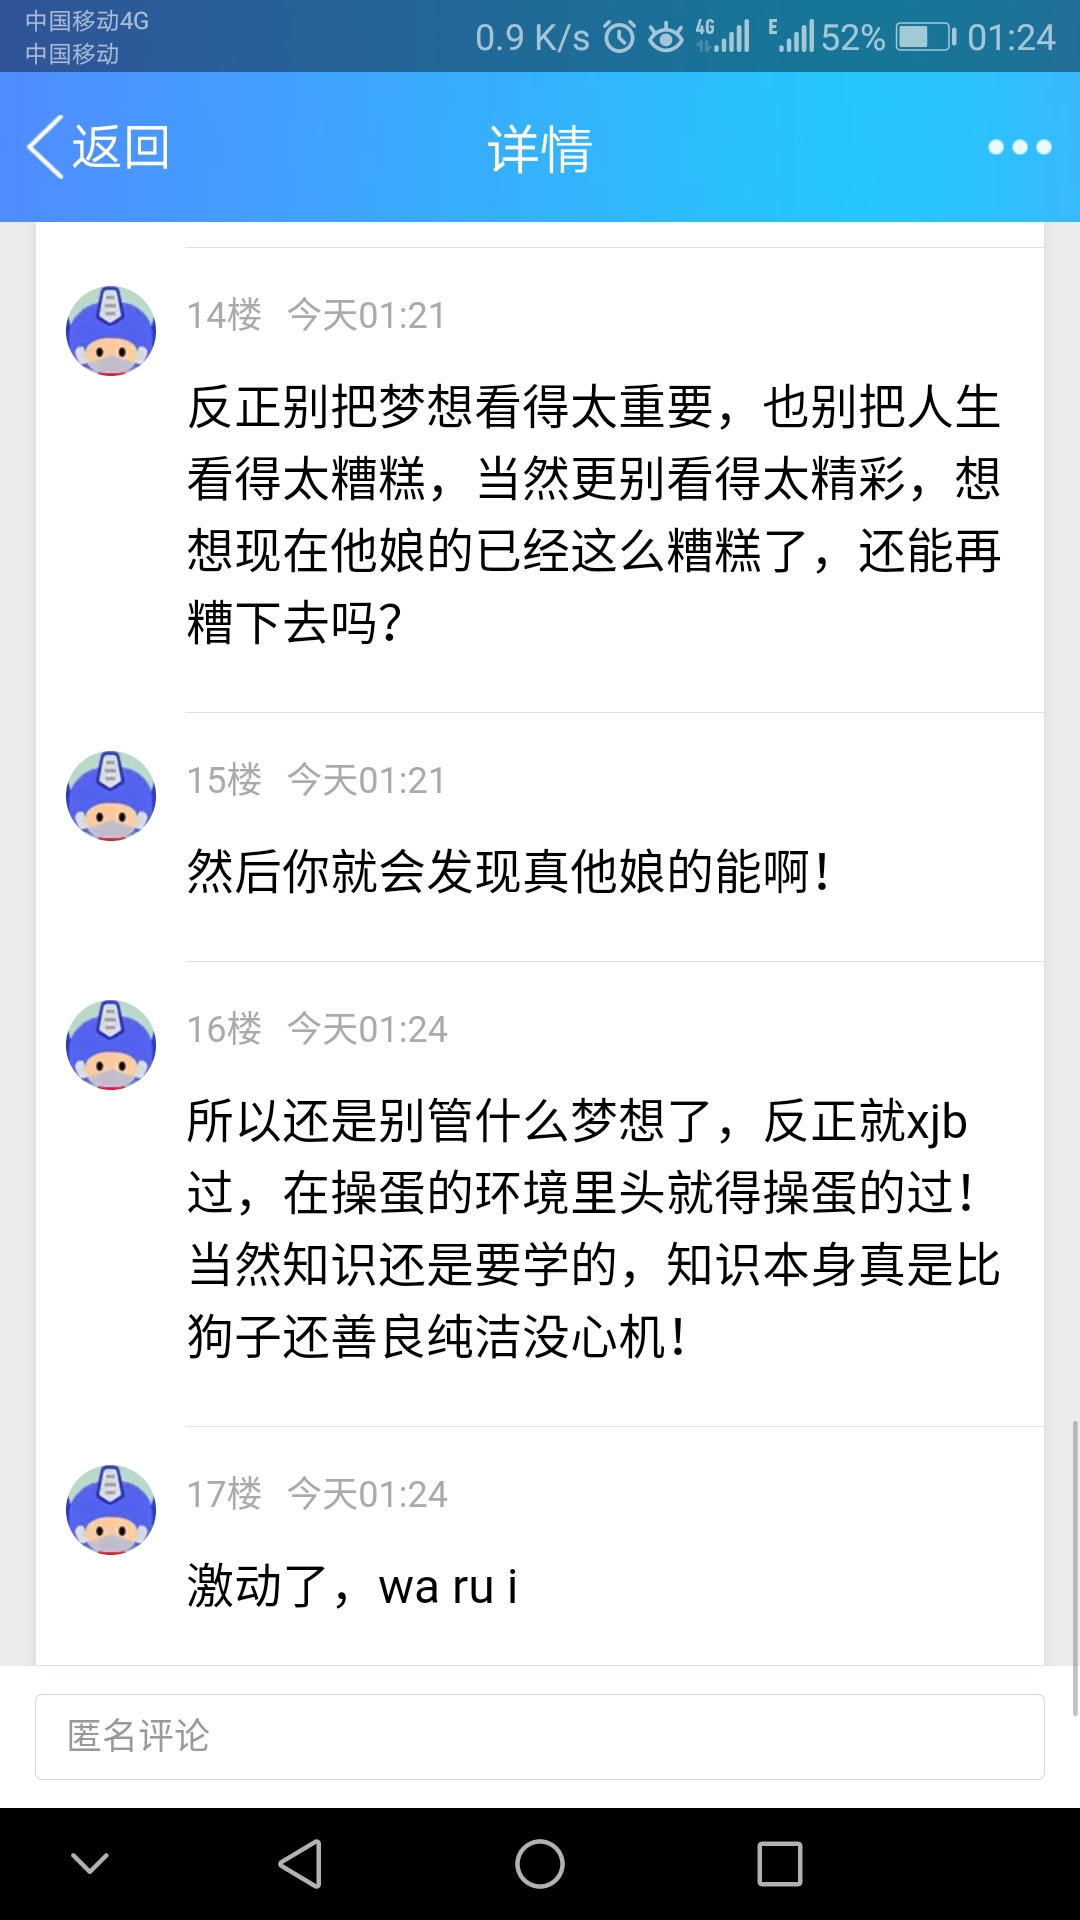 中国移动4G
中国移动
0.9 K/s 4G E 52% 01:24
返回 详情
14楼 今天01:21
反正别把梦想看得太重要，也别把人生
看得太糟糕，当然更别看得太精彩，想
想现在他娘的已经这么糟糕了，还能再
糟下去吗？
15楼 今天01:21
然后你就会发现真他娘的能啊！
16楼 今天01:24
所以还是别管什么梦想了，反正就xjb
过，在操蛋的环境里头就得操蛋的过！
当然知识还是要学的，知识本身真是比
狗子还善良纯洁没心机！
17楼 今天01:24
激动了，wa ru i
匿名评论